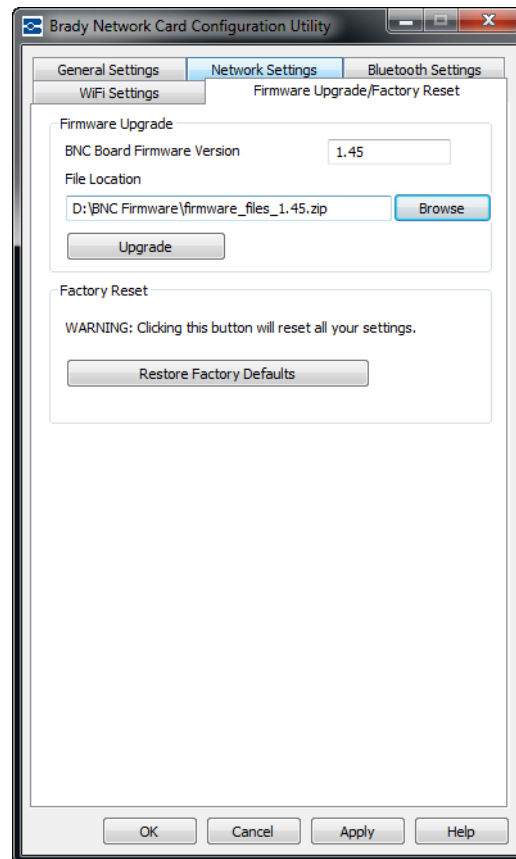 Brady Network Card Configuration Utility
General Settings Network Settings Bluetooth Settings
WiFi Settings Firmware Upgrade/Factory Reset
Firmware Upgrade
BNC Board Firmware Version 1.45
File Location
D:\BNC Firmware\firmware_files_1.45.zip Browse
Upgrade
Factory Reset
WARNING: Clicking this button will reset all your settings.
Restore Factory Defaults
OK Cancel Apply Help